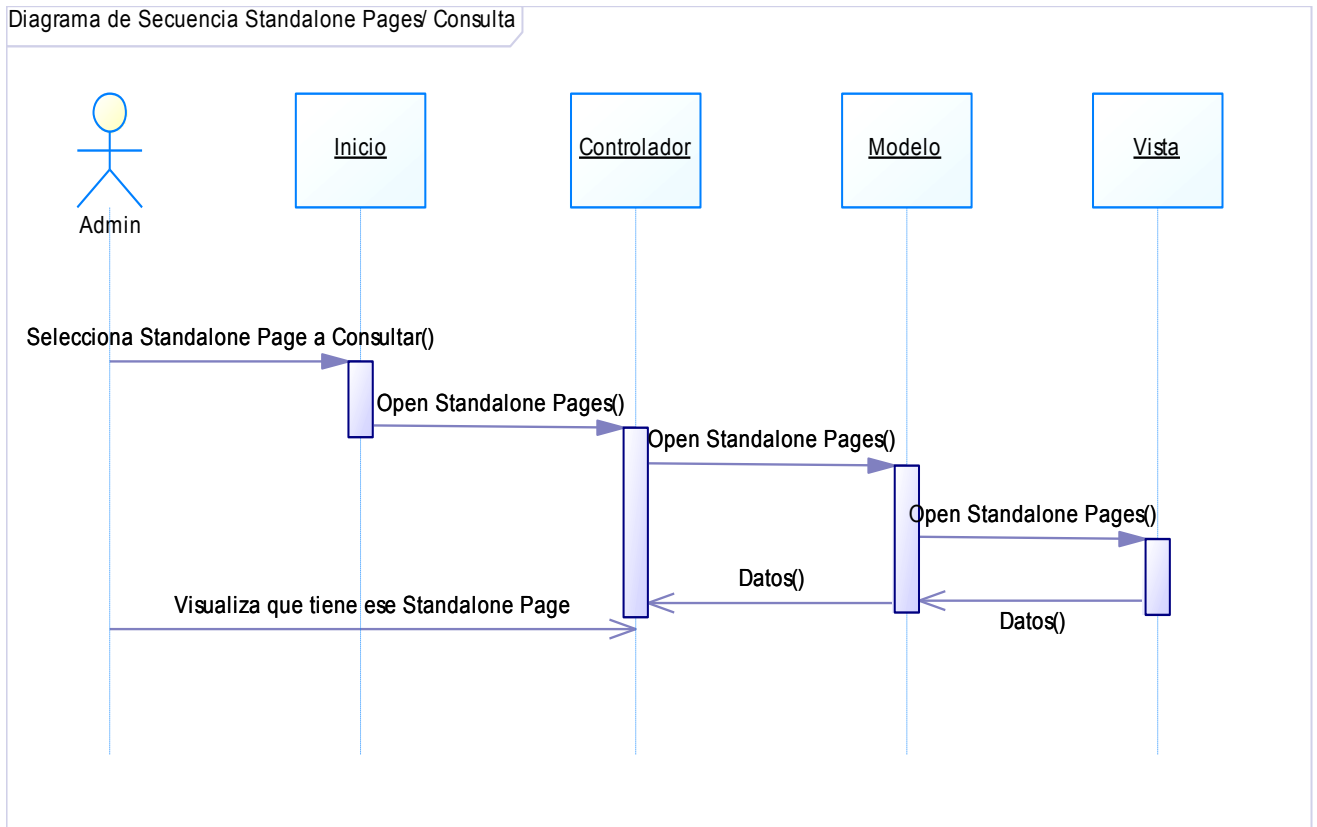 Diagrama de Secuencia Standalone Pages/ Consulta
Inicio
Controlador
Modelo
Vista
Admin
Selecciona Standalone Page a Consultar()
Open Standalone Pages()
Open Standalone Pages()
Open Standalone Pages()
Datos()
Visualiza que tiene ese Standalone Page
Datos()